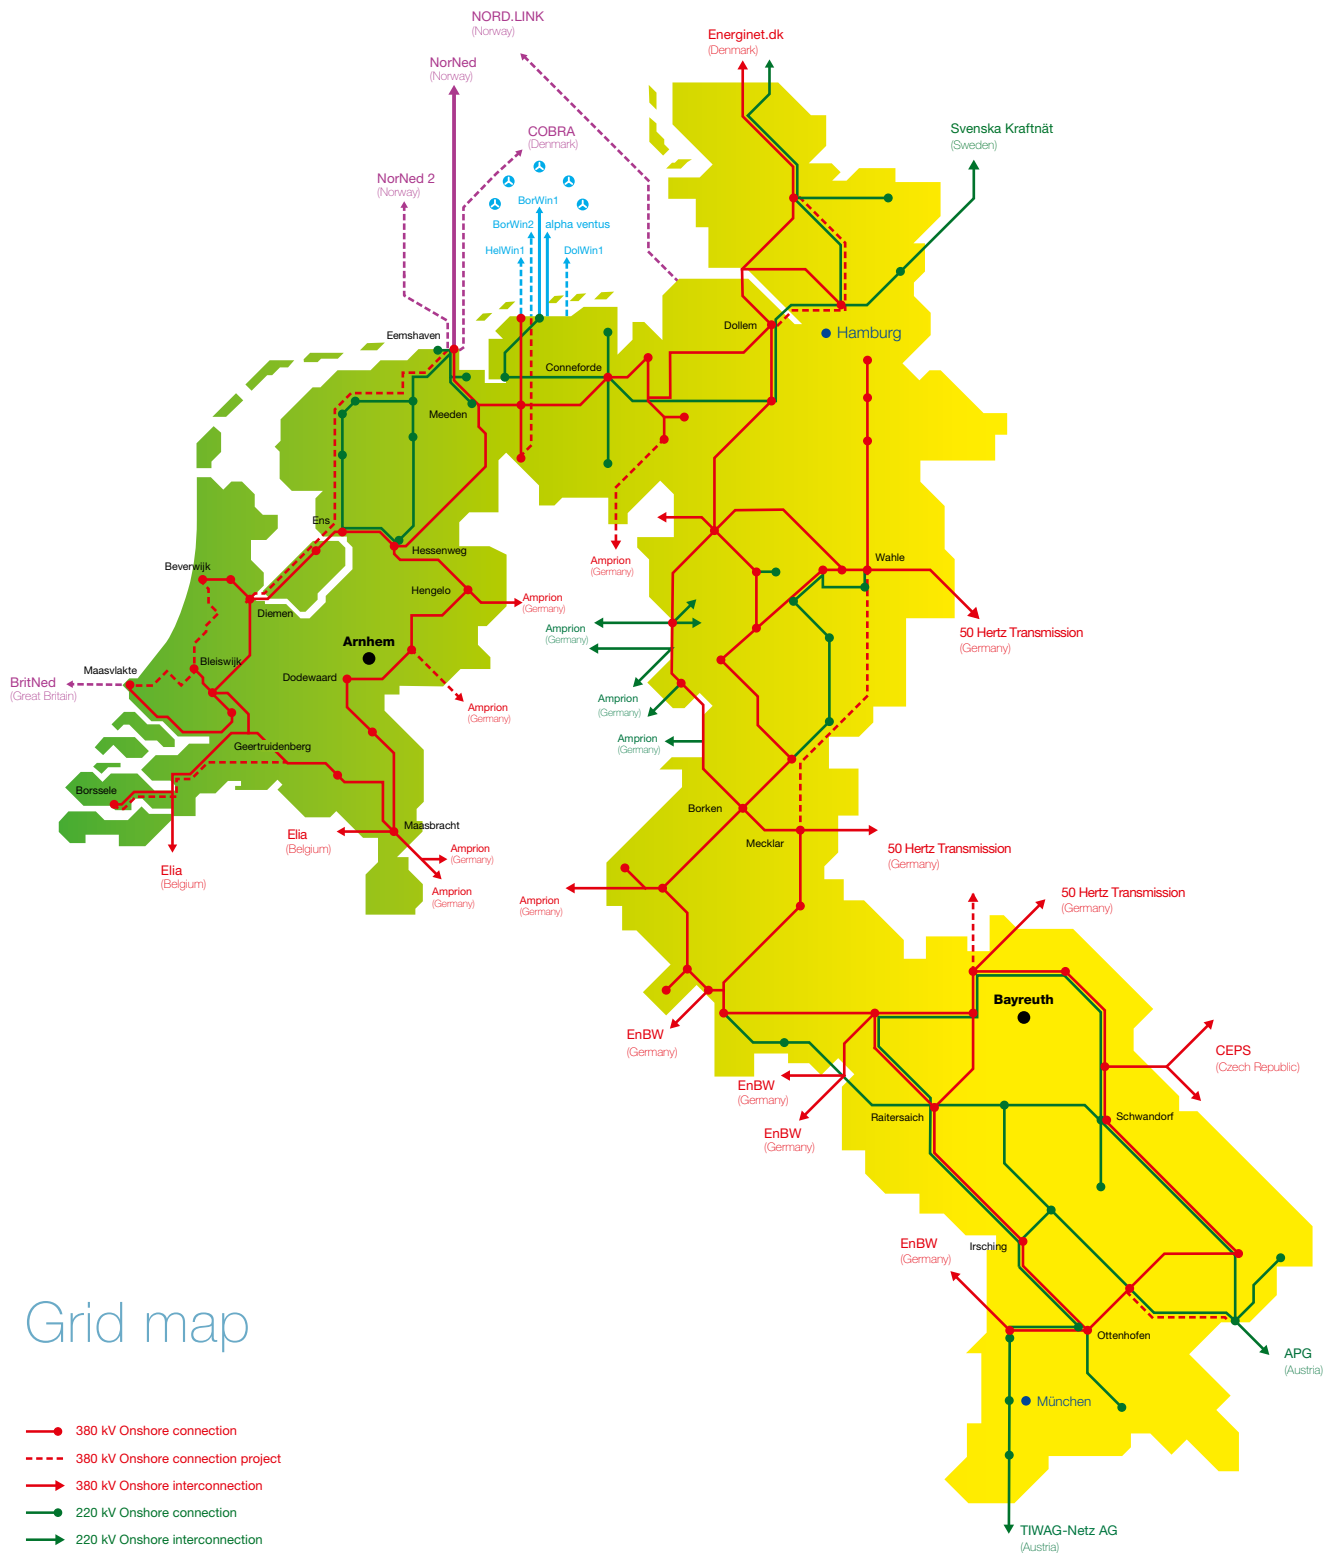 NORD.LINK
(Norway)
Energinet.dk
(Denmark)
NorNed
(Norway)
COBRA
(Denmark)
Svenska Kraftnät
(Sweden)
NorNed 2
(Norway)
BorWin1
BorWin2
alpha ventus
HelWin1
DolWin1
Eemshaven
Dollem
Hamburg
Conneforde
Meeden
Ens
Hessenweg
Amprion
(Germany)
Wahle
Beverwijk
Hengelo
Diemen
Amprion
(Germany)
Amprion
(Germany)
50 Hertz Transmission
(Germany)
Arnhem
Bleiswijk
Maasvlakte
BritNed
(Great Britain)
Dodewaard
Amprion
(Germany)
Amprion
(Germany)
Geertruidenberg
Amprion
(Germany)
Borssele
Borken
Mecklar
Maasbracht
Elia
(Belgium)
Amprion
(Germany)
50 Hertz Transmission
(Germany)
Elia
(Belgium)
Amprion
(Germany)
Amprion
(Germany)
50 Hertz Transmission
(Germany)
Bayreuth
EnBW
(Germany)
CEPS
(Czech Republic)
EnBW
(Germany)
Raitersaich
Schwandorf
EnBW
(Germany)
EnBW
(Germany)
Irsching
Ottenhofen
APG
(Austria)
München
TIWAG-Netz AG
(Austria)
Grid map
380 kV Onshore connection
380 kV Onshore connection project
380 kV Onshore interconnection
220 kV Onshore connection
220 kV Onshore interconnection